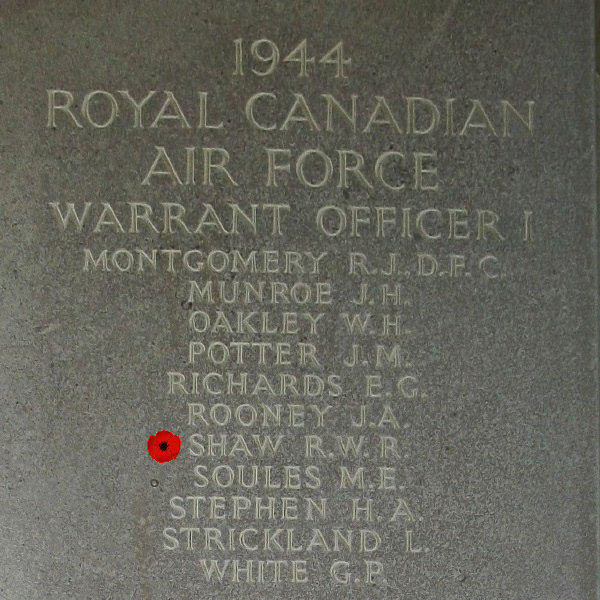 1944
ROYAL CANADIAN
AIR FORCE
WARRANT OFFICER I
MONTGOMERY R.J., D.F.C.
MUNROE J.H.
OAKLEY W.H.
POTTER J.M.
RICHARDS E.G.
ROONEY J.A.
SHAW R.W.R.
SOULES M.E.
STEPHEN H.A.
STRICKLAND L.
WHITE G.P.